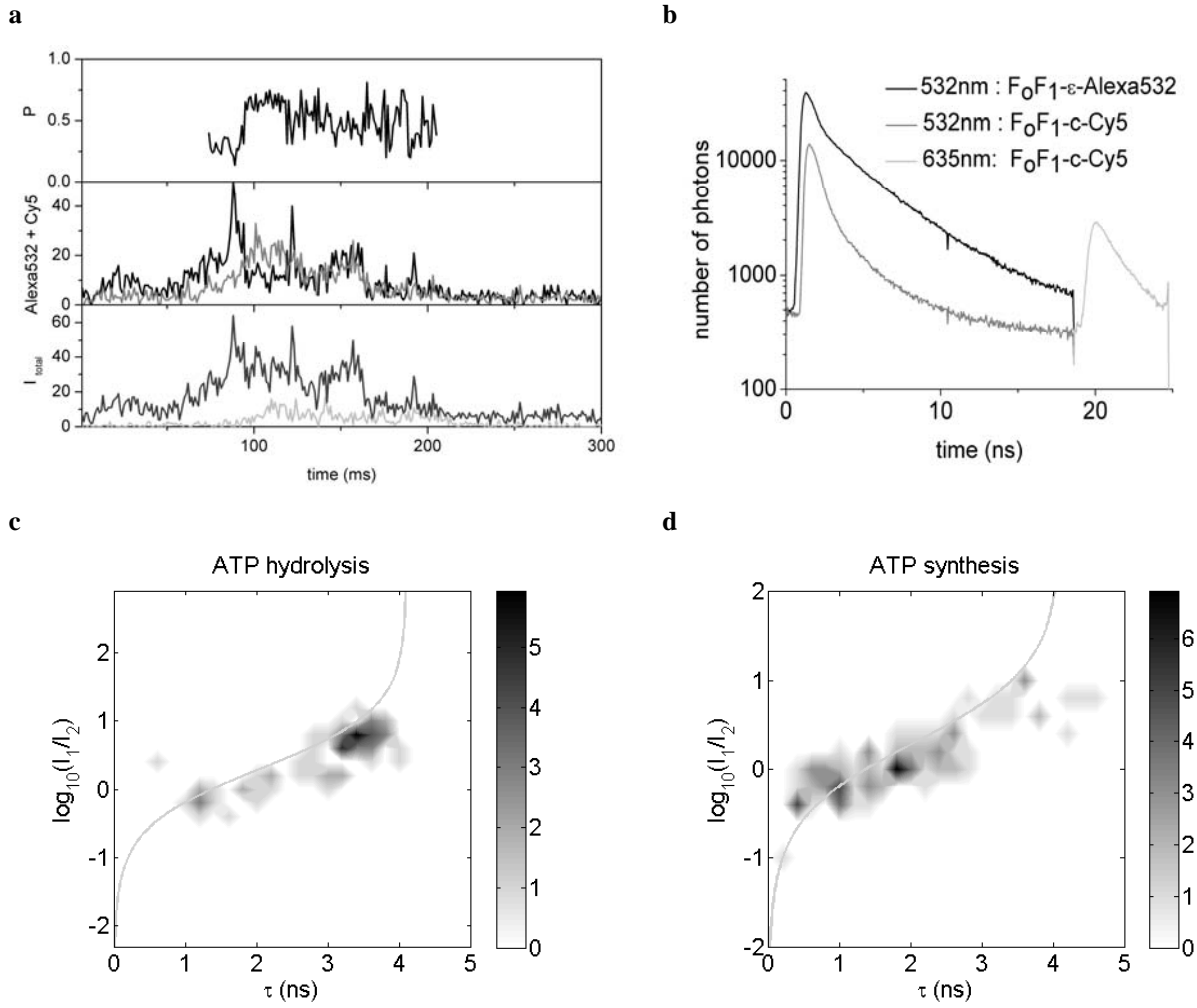 a
1.0
0.5
0.0
P
40
20
0
Alexa532 + Cy5
60
40
20
0
I total
100
200
300
time (ms)
b
10000
1000
100
number of photons
532nm : FOF1-ε-Alexa532
532nm : FOF1-c-Cy5
635nm: FOF1-c-Cy5
0
10
20
time (ns)
c
ATP hydrolysis
2
1
0
-1
-2
log10(I1/I2)
0 1 2 3 4 5
τ (ns)
5
4
3
2
1
0
d
ATP synthesis
2
1
0
-1
-2
log10(I1/I2)
0 1 2 3 4 5
τ (ns)
6
5
4
3
2
1
0